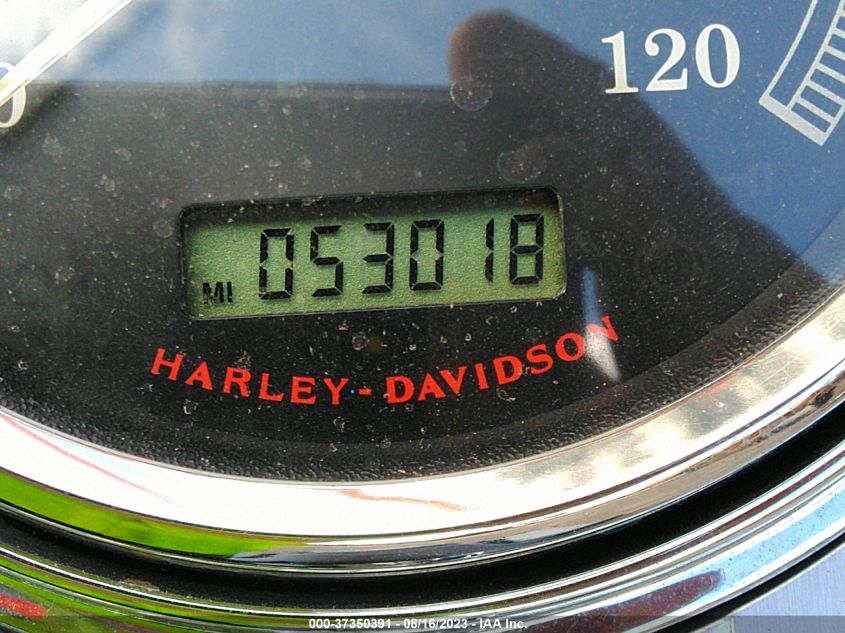 120
MI 053018
HARLEY-DAVIDSON
000-37350391 - 08/16/2023 - IAA Inc.